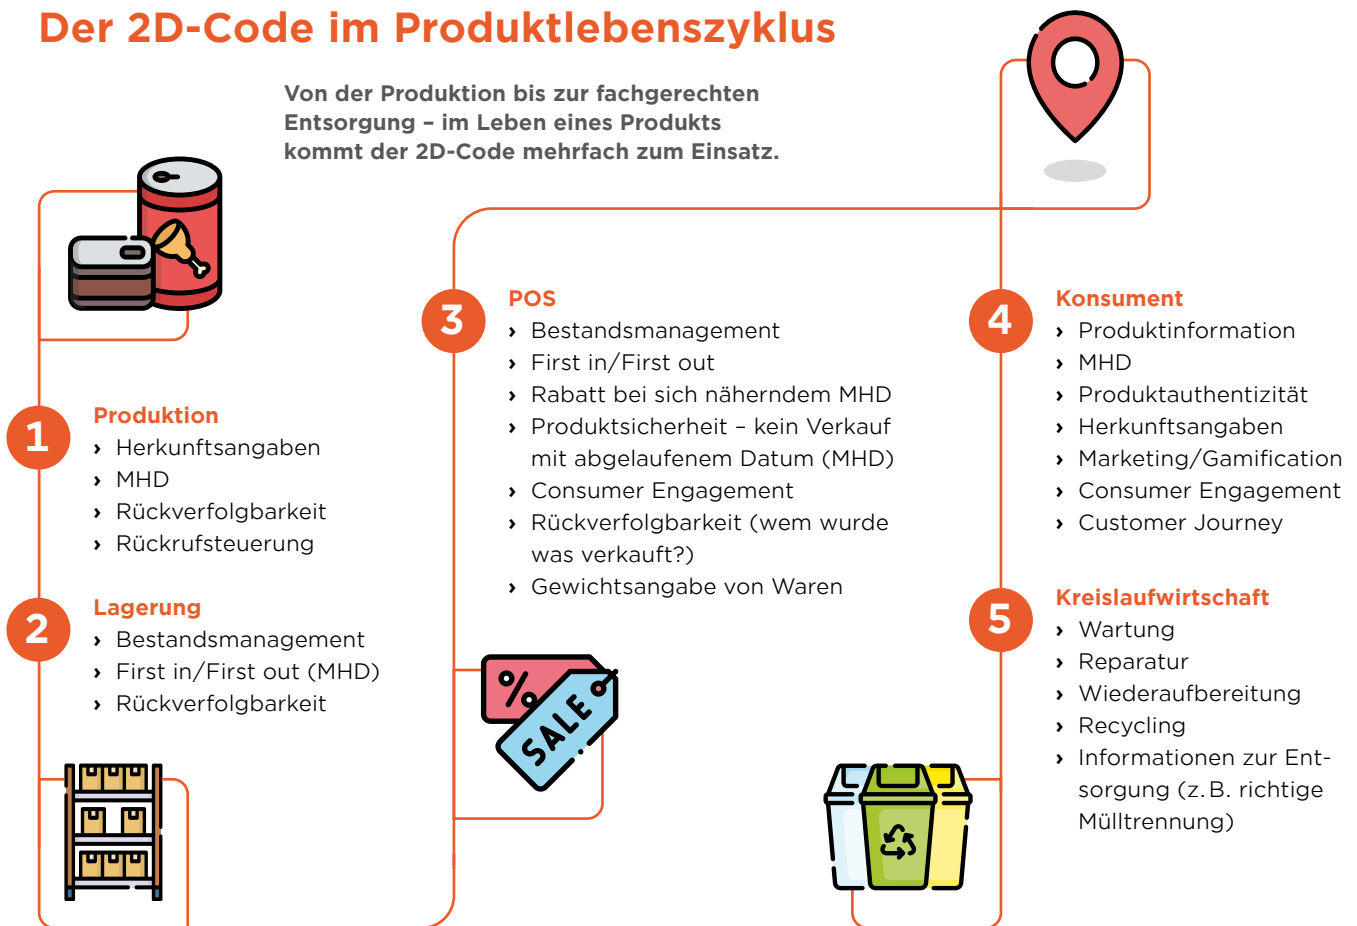 Der 2D-Code im Produktlebenszyklus
Von der Produktion bis zur fachgerechten
Entsorgung – im Leben eines Produkts
kommt der 2D-Code mehrfach zum Einsatz.
1
Produktion
› Herkunftsangaben
› MHD
› Rückverfolgbarkeit
› Rückrufsteuerung
2
Lagerung
› Bestandsmanagement
› First in/First out (MHD)
› Rückverfolgbarkeit
3
POS
› Bestandsmanagement
› First in/First out
› Rabatt bei sich näherndem MHD
› Produktsicherheit – kein Verkauf
mit abgelaufenem Datum (MHD)
› Consumer Engagement
› Rückverfolgbarkeit (wem wurde
was verkauft?)
› Gewichtsangabe von Waren
%
SALE
4
Konsument
› Produktinformation
› MHD
› Produktauthentizität
› Herkunftsangaben
› Marketing/Gamification
› Consumer Engagement
› Customer Journey
5
Kreislaufwirtschaft
› Wartung
› Reparatur
› Wiederaufbereitung
› Recycling
› Informationen zur Ent-
sorgung (z. B. richtige
Mülltrennung)